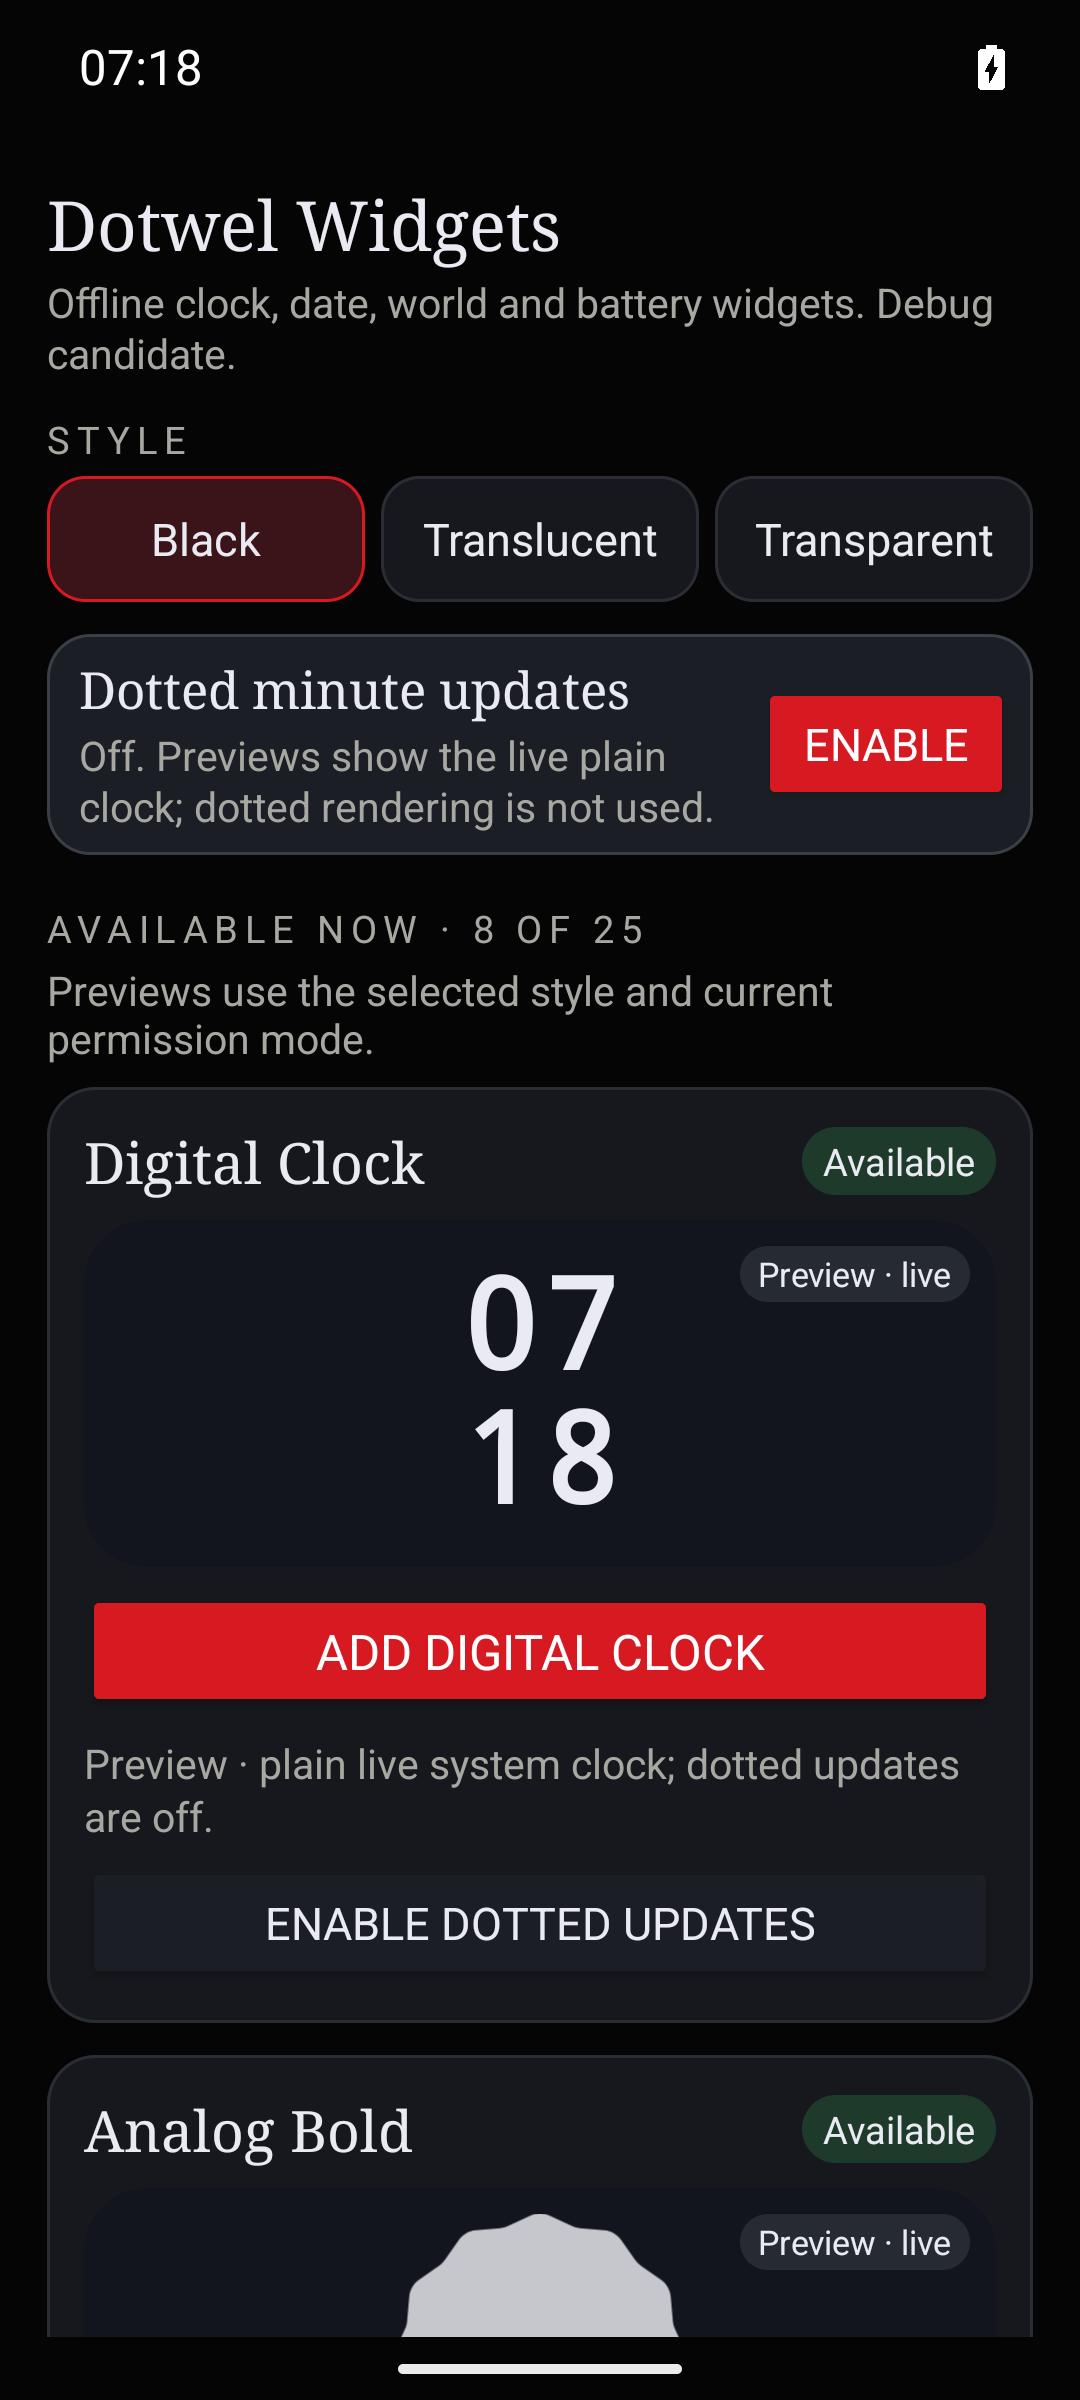 07:18
Dotwel Widgets
Offline clock, date, world and battery widgets. Debug
candidate.
STYLE
Black
Translucent
Transparent
Dotted minute updates
Off. Previews show the live plain
clock; dotted rendering is not used.
ENABLE
AVAILABLE NOW · 8 OF 25
Previews use the selected style and current
permission mode.
Digital Clock
Available
Preview · live
07
18
ADD DIGITAL CLOCK
Preview · plain live system clock; dotted updates
are off.
ENABLE DOTTED UPDATES
Analog Bold
Available
Preview · live